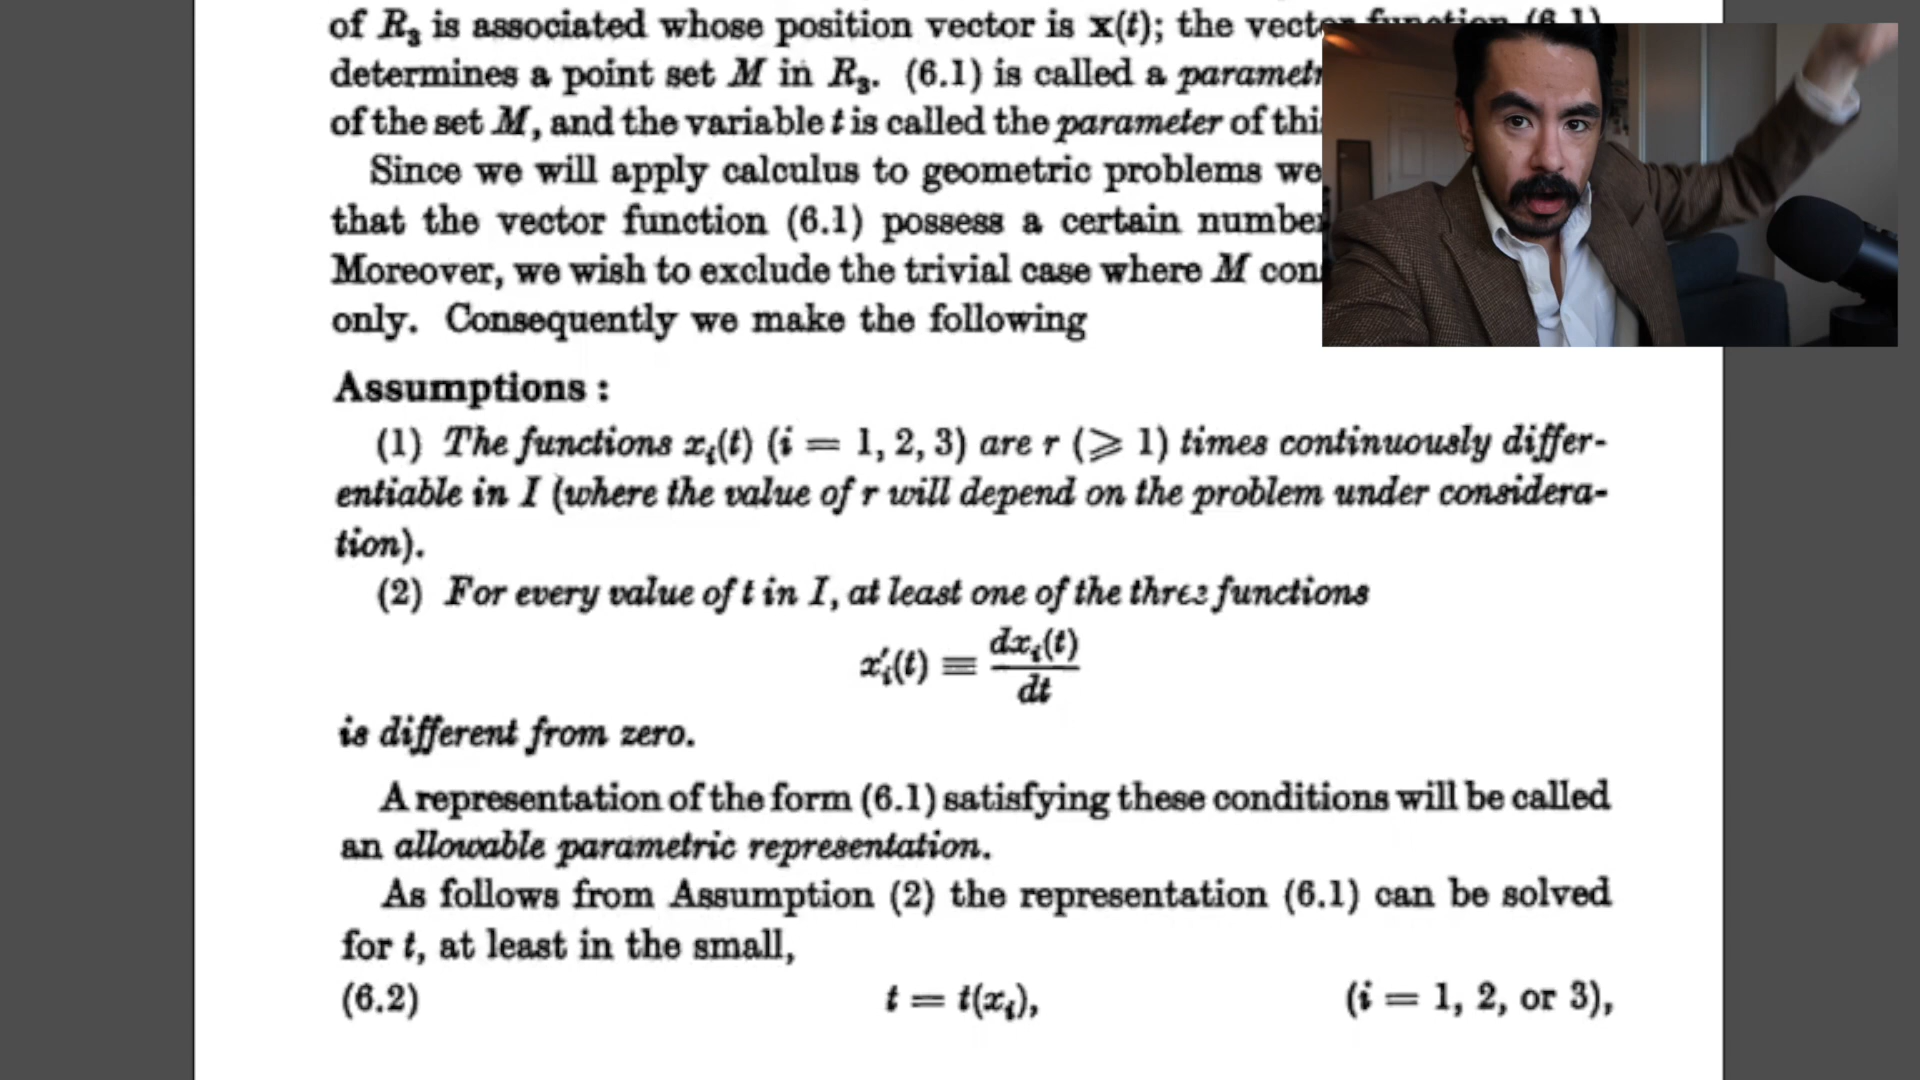 of R₃ is associated whose position vector is x(t); the vector function (6.1)
determines a point set M in R₃. (6.1) is called a
of the set M, and the variable t is called the parameter of
Since we will apply calculus to geometric problems we
that the vector function (6.1) possess a certain
Moreover, we wish to exclude the trivial case where M
only. Consequently we make the following
Assumptions :
(1) The functions xᵢ(t) (i = 1, 2, 3) are r (⩾ 1) times continuously differ-
entiable in I (where the value of r will depend on the problem under considera-
tion).
(2) For every value of t in I, at least one of the three functions
x′ᵢ(t) ≡ dxᵢ(t)
dt
is different from zero.
A representation of the form (6.1) satisfying these conditions will be called
an allowable parametric representation.
As follows from Assumption (2) the representation (6.1) can be solved
for t, at least in the small,
(6.2) t = t(xᵢ), (i = 1, 2, or 3),